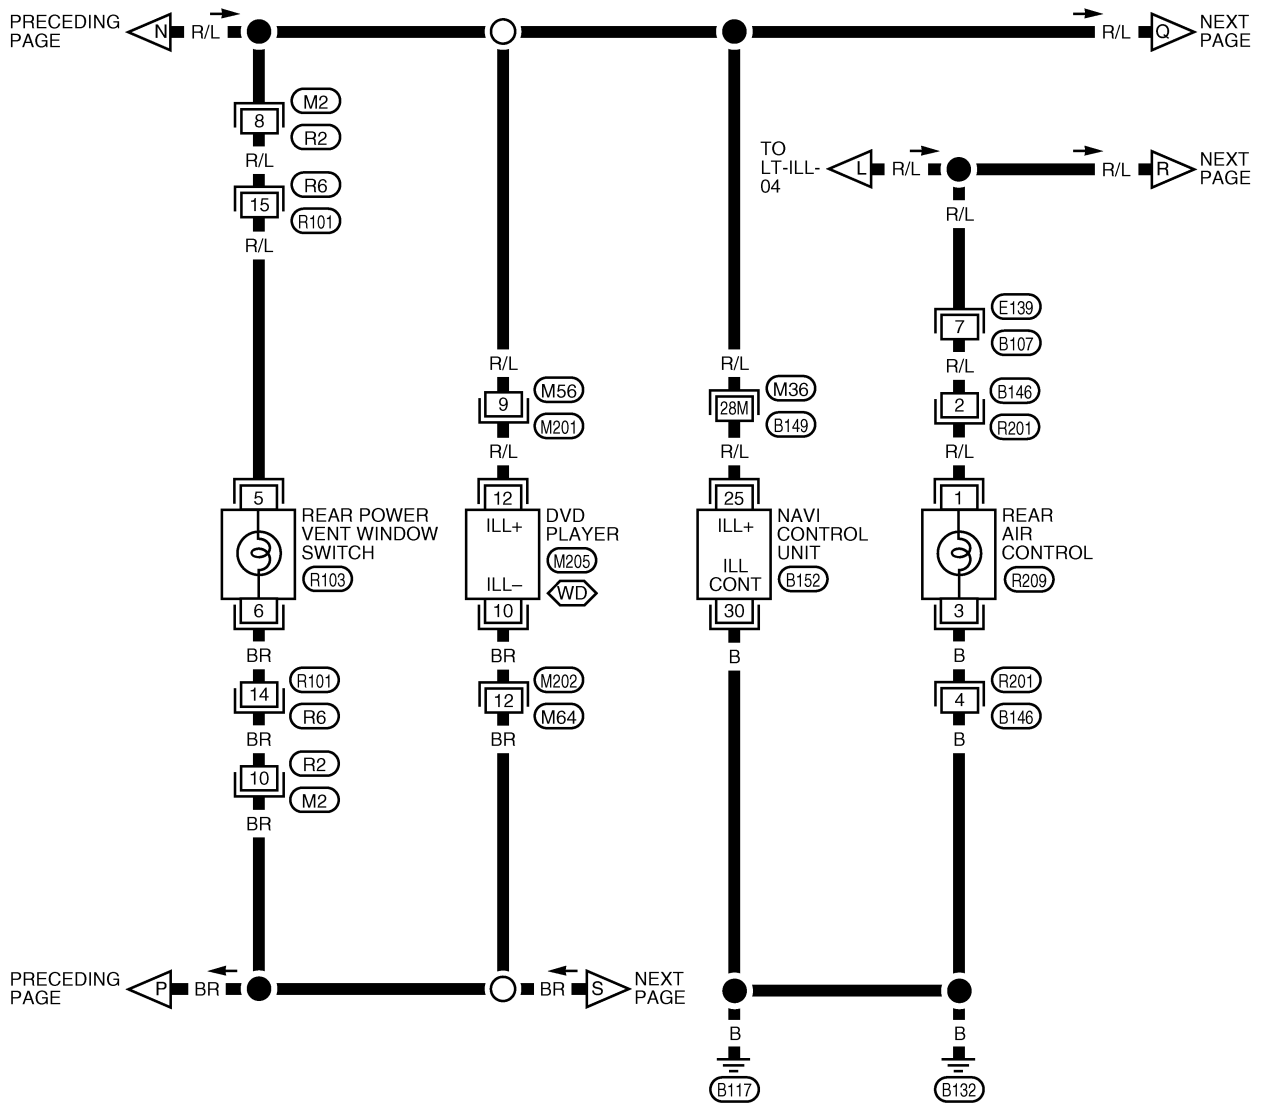 PRECEDING
PAGE
N
R/L
R/L
Q
NEXT
PAGE
8
M2
R2
R/L
15
R6
R101
R/L
TO
LT-ILL-
04
L
R/L
R/L
R
NEXT
PAGE
R/L
7
E139
B107
R/L
R/L
R/L
9
M56
M201
28M
M36
B149
2
B146
R201
R/L
R/L
R/L
5
REAR POWER
VENT WINDOW
SWITCH
R103
6
12
ILL+
ILL–
DVD
PLAYER
M205
WD
10
25
ILL+
ILL
CONT
NAVI
CONTROL
UNIT
B152
30
1
REAR
AIR
CONTROL
R209
3
BR
BR
B
B
14
R101
R6
12
M202
M64
4
R201
B146
BR
BR
B
10
R2
M2
BR
PRECEDING
PAGE
P
BR
BR
S
NEXT
PAGE
B
B
B117
B132